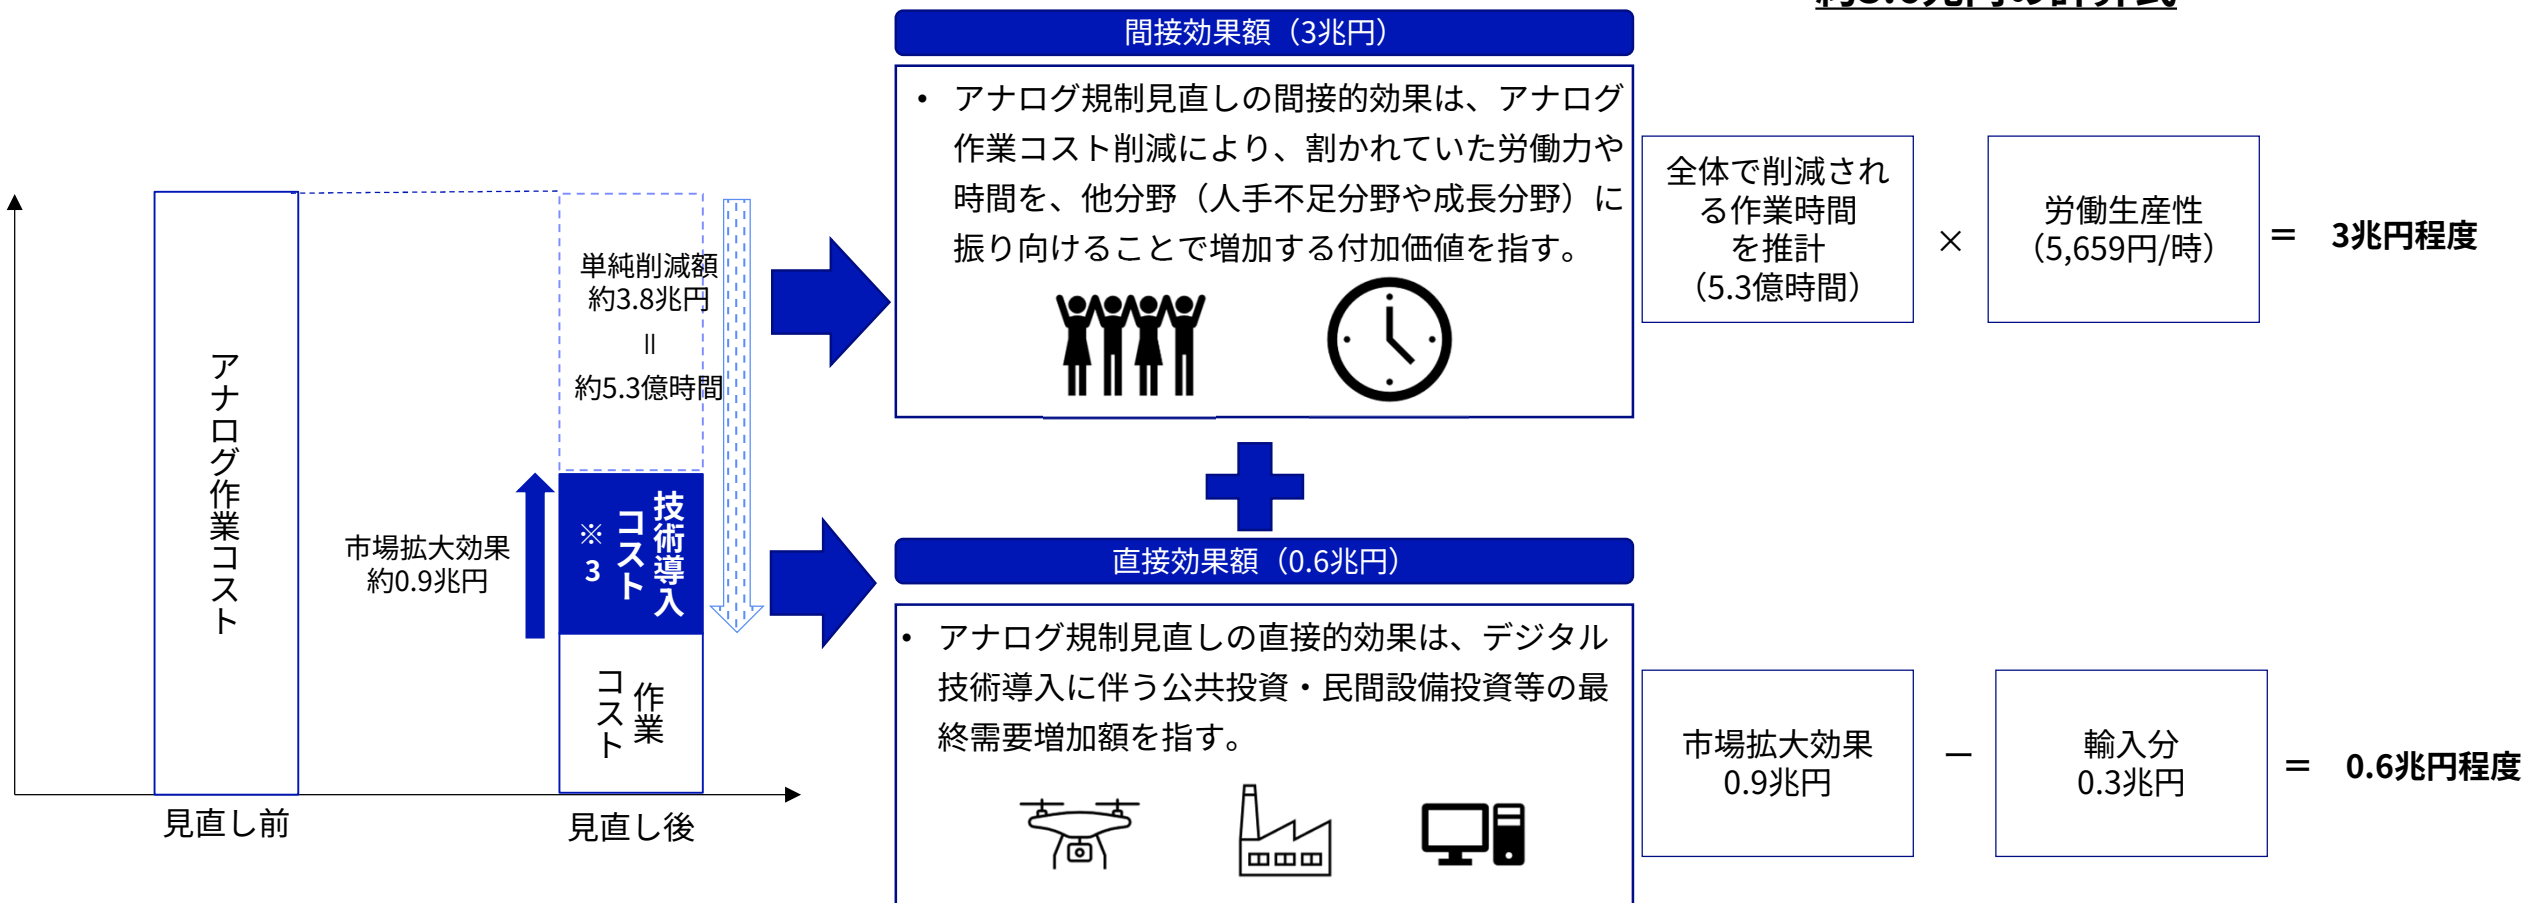 間接効果額（3兆円）
• アナログ規制見直しの間接的効果は、アナログ
作業コスト削減により、割かれていた労働力や
時間を、他分野（人手不足分野や成長分野）に
振り向けることで増加する付加価値を指す。
全体で削減され
る作業時間
を推計
（5.3億時間）
×
労働生産性
（5,659円/時）
＝
3兆円程度
アナログ作業コスト
単純削減額
約3.8兆円
＝
約5.3億時間
市場拡大効果
約0.9兆円
技術導入
コスト
※3
作業
コスト
見直し前
見直し後
直接効果額（0.6兆円）
• アナログ規制見直しの直接的効果は、デジタル
技術導入に伴う公共投資・民間設備投資等の最
終需要増加額を指す。
市場拡大効果
0.9兆円
－
輸入分
0.3兆円
＝
0.6兆円程度